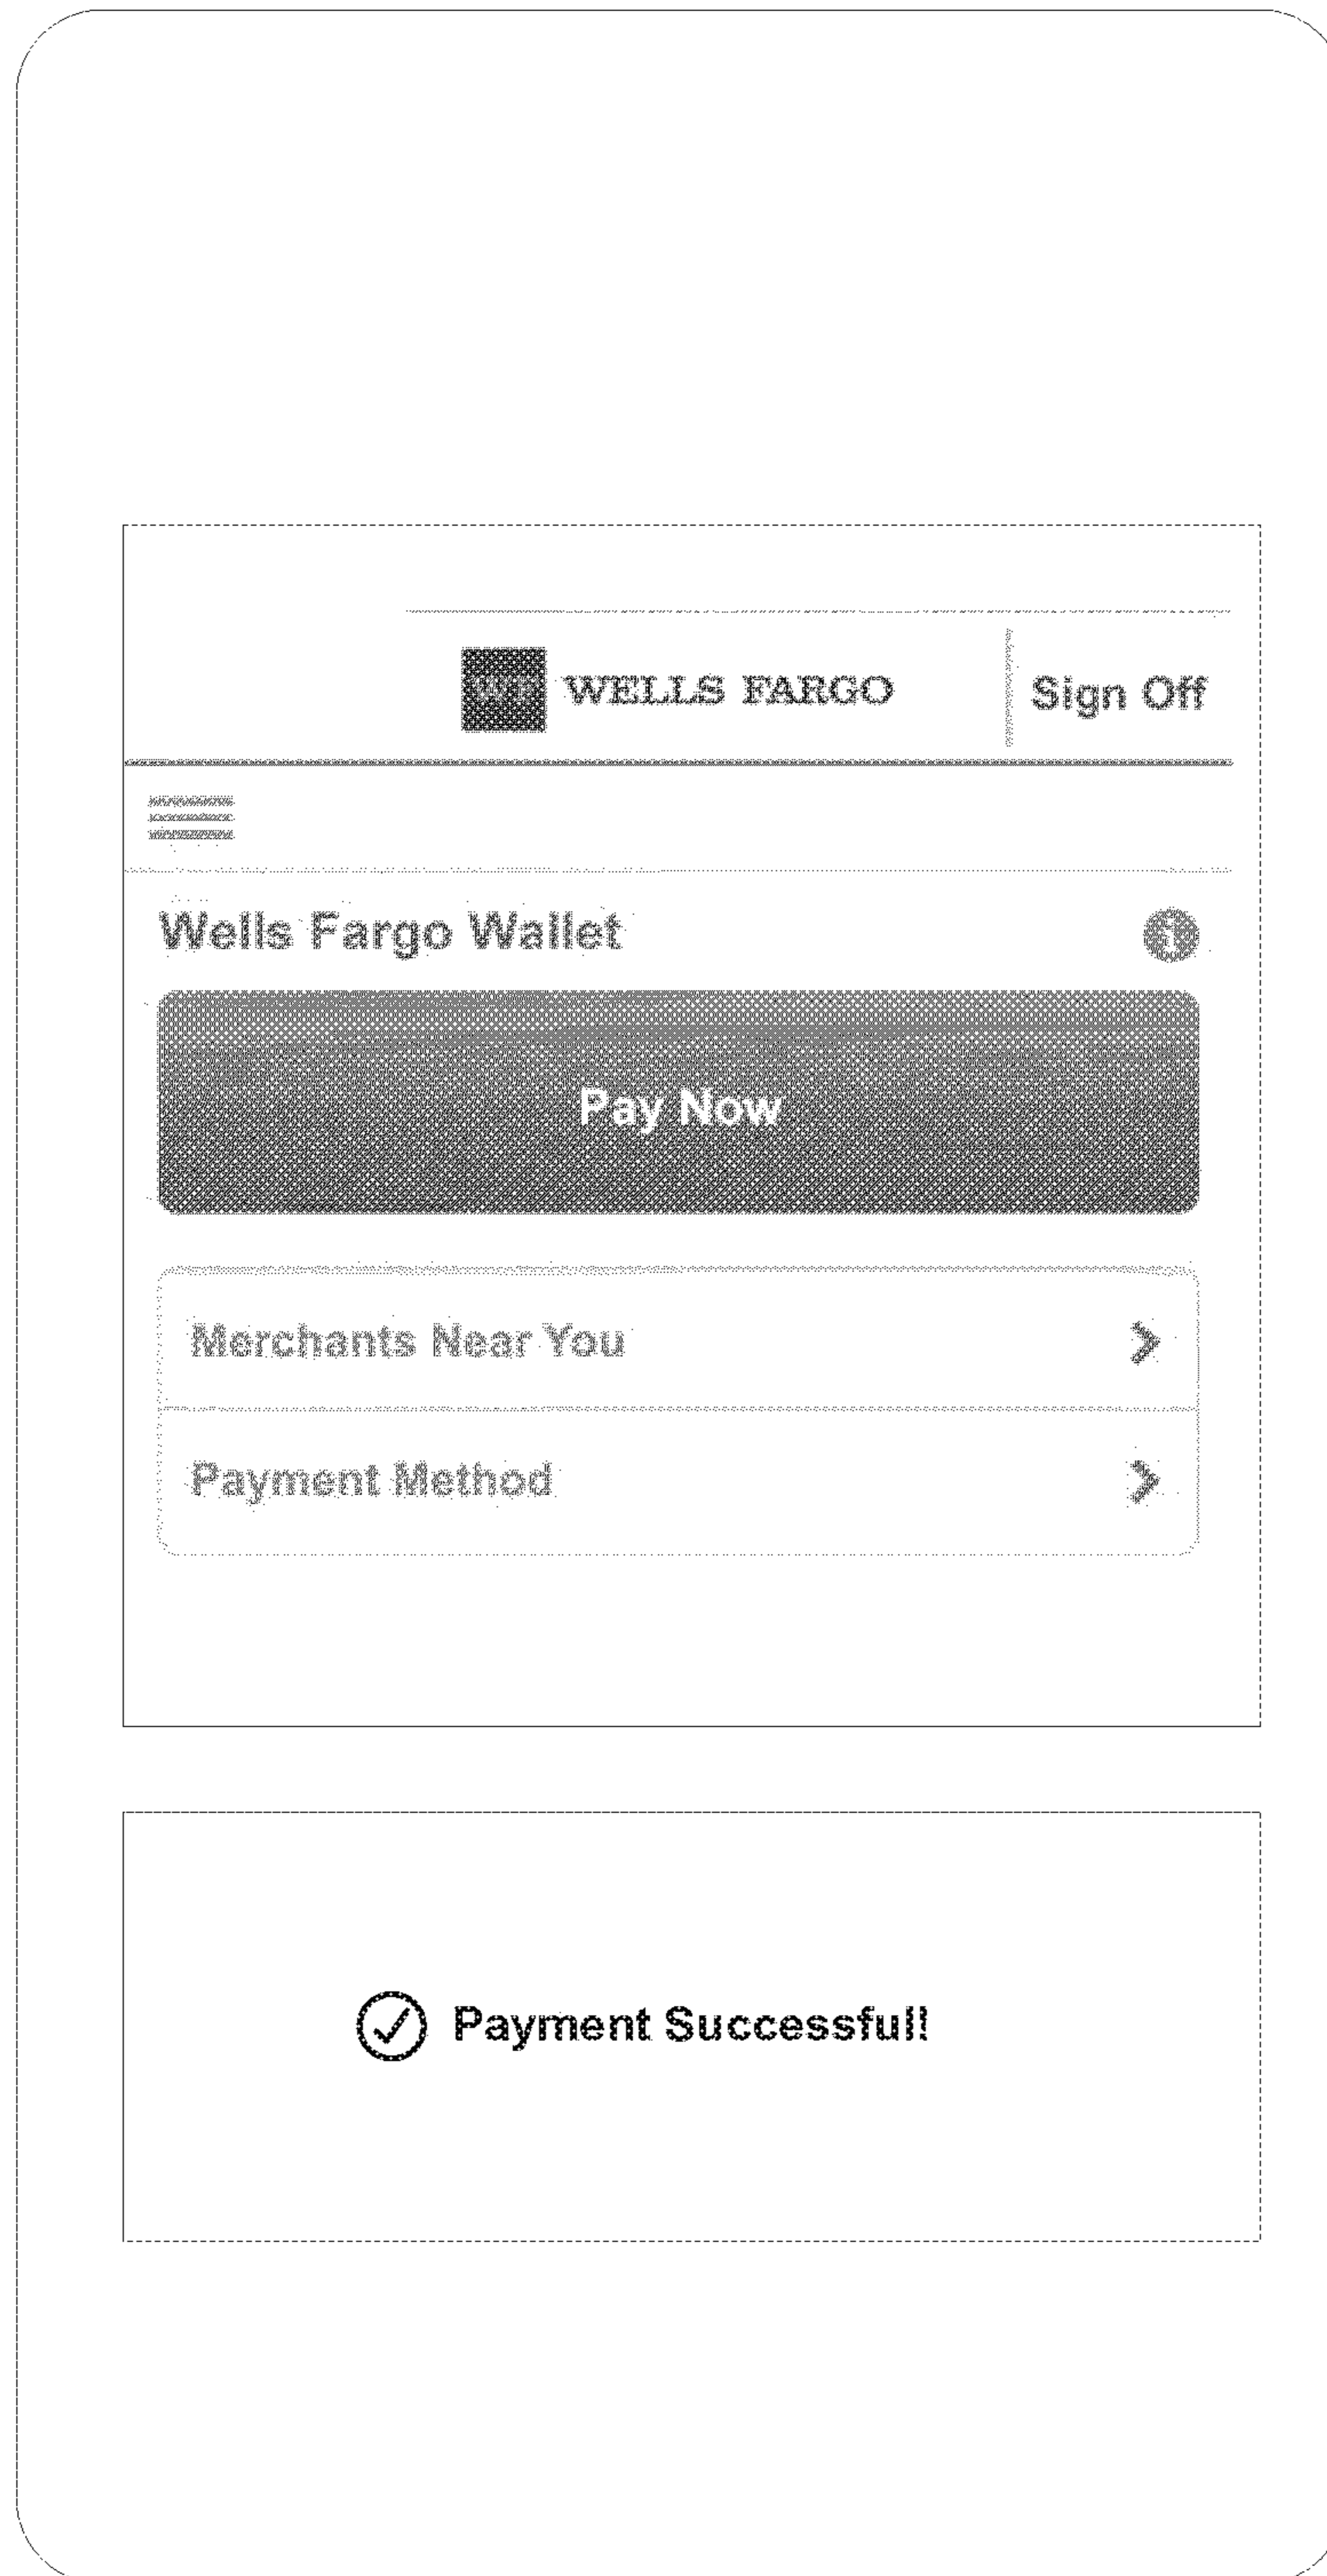 WELLS FARGO
Sign Off
Wells Fargo Wallet
Pay Now
Merchants Near You
Payment Method
Payment Successful!